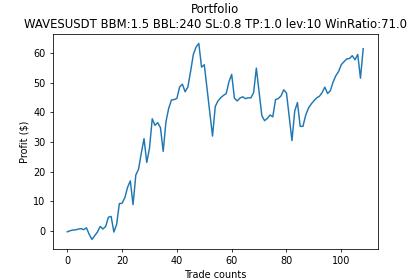 Portfolio
WAVESUSDT BBM:1.5 BBL:240 SL:0.8 TP:1.0 lev:10 WinRatio:71.0
60
50
40
30
20
10
0
Profit ($)
0 20 40 60 80 100
Trade counts